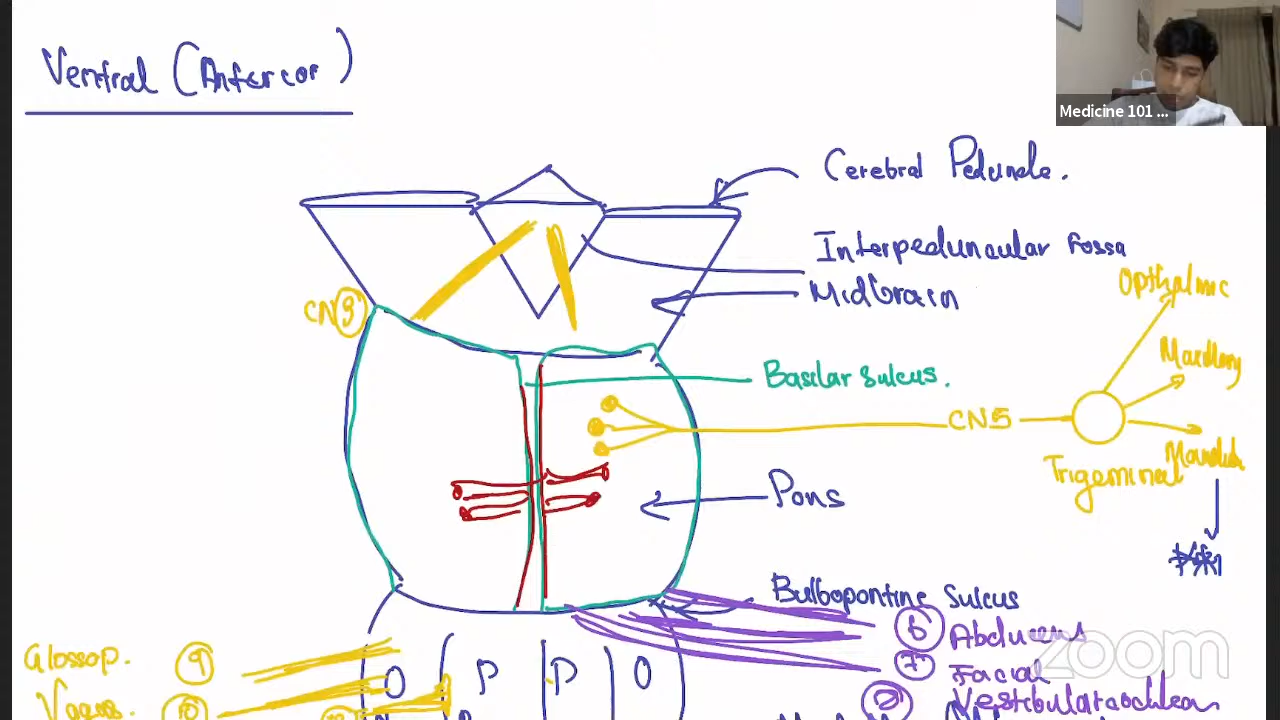 Ventral (Anterior)
Medicine 101 ...
Cerebral Peduncle.
Interpeduncular fossa
Midbrain
Opthalmic
CN3
Maxillary
Basilar Sulcus.
CN5
Trigeminal
Pons
Bulbopontine Sulcus
6 Abducens
zoom
Glossop. 9
7 Facial
8
O P P O
Vagus. 10